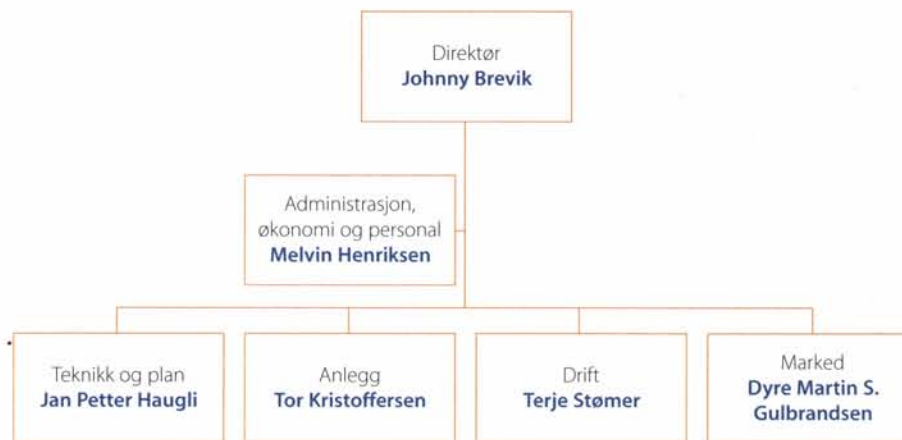 Direktør
Johnny Brevik
Administrasjon,
økonomi og personal
Melvin Henriksen
Teknikk og plan
Jan Petter Haugli
Anlegg
Tor Kristoffersen
Drift
Terje Stømer
Marked
Dyre Martin S.
Gulbrandsen